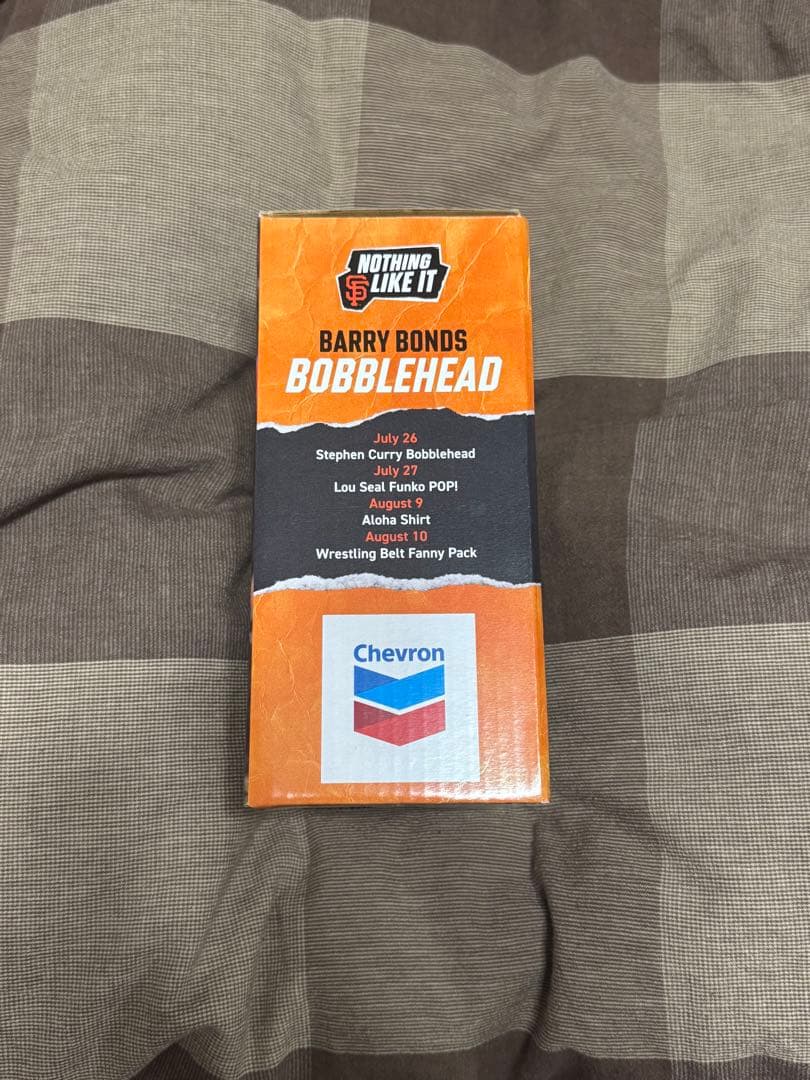 NOTHING
SF LIKE IT
BARRY BONDS
BOBBLEHEAD
July 26
Stephen Curry Bobblehead
July 27
Lou Seal Funko POP!
August 9
Aloha Shirt
August 10
Wrestling Belt Fanny Pack
Chevron